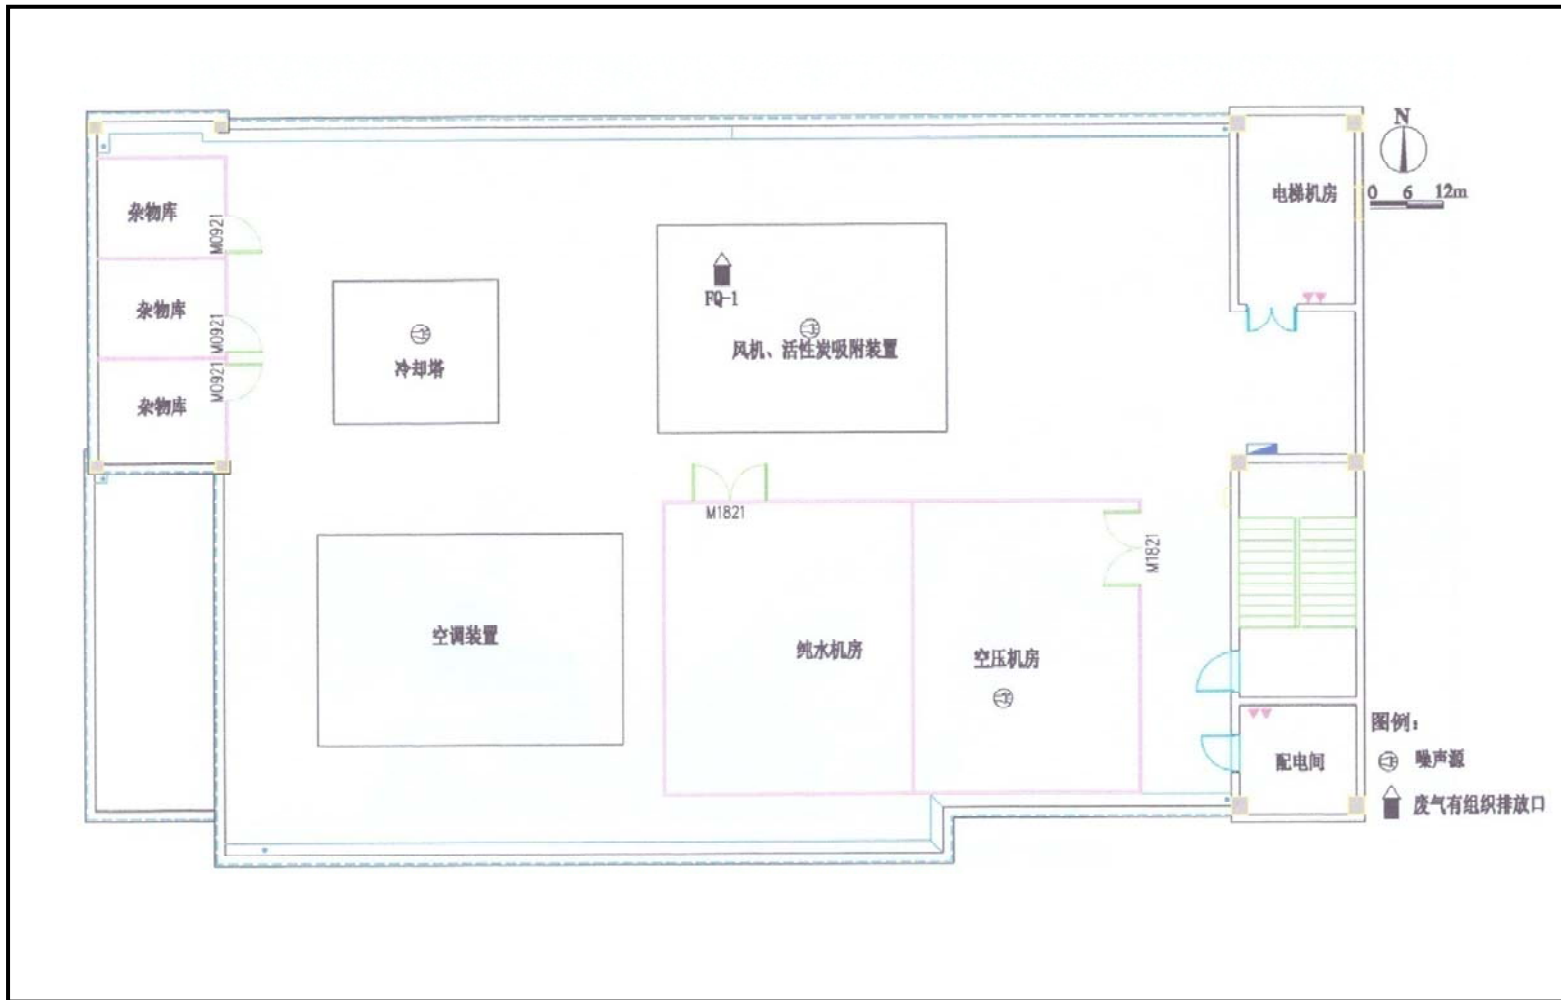 N
0 6 12m
电梯机房
杂物库
M0921
FQ-1
杂物库
M0921
风机、活性炭吸附装置
冷却塔
M0921
杂物库
M1821
M1821
空调装置
纯水机房
空压机房
图例：
噪声源
配电间
废气有组织排放口